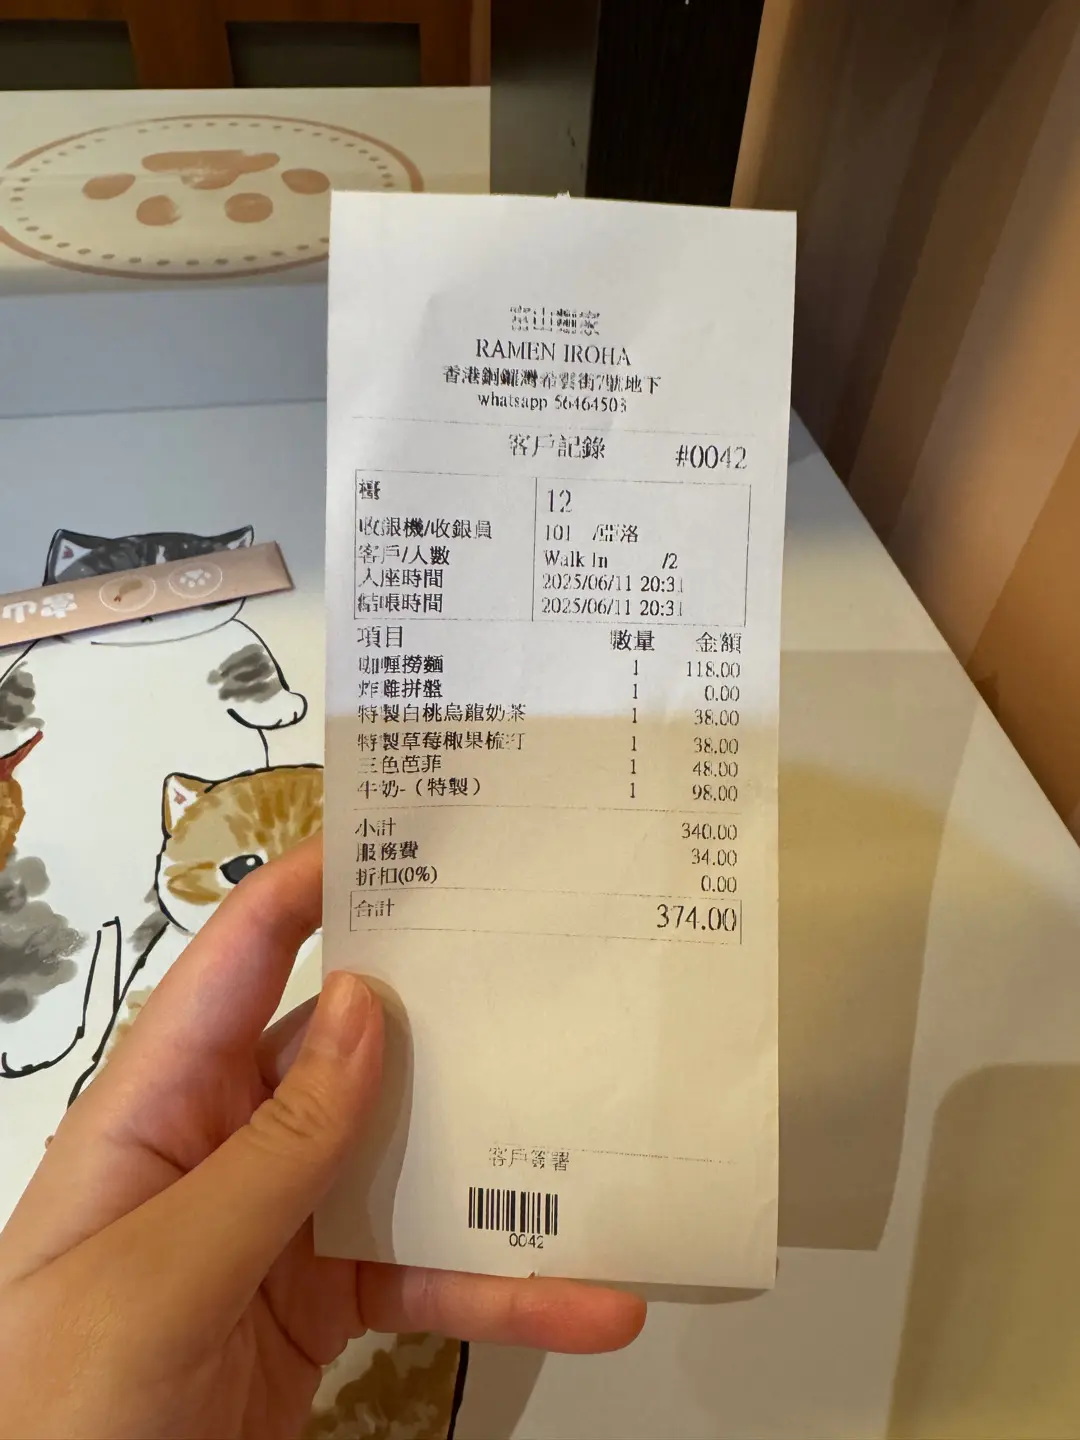 富山麵家
RAMEN IROHA
香港銅鑼灣希雲街7號地下
whatsapp 56464503
客戶記錄 #0042
檯 12
收銀機/收銀員 101 /亞洛
客戶/人數 Walk In /2
入座時間 2025/06/11 20:31
結帳時間 2025/06/11 20:31
項目 數量 金額
咖喱撈麵 1 118.00
炸雞拼盤 1 0.00
特製白桃烏龍奶茶 1 38.00
特製草莓椰果梳打 1 38.00
三色芭菲 1 48.00
牛奶-（特製） 1 98.00
小計 340.00
服務費 34.00
折扣(0%) 0.00
合計 374.00
客戶簽署
0042
富山